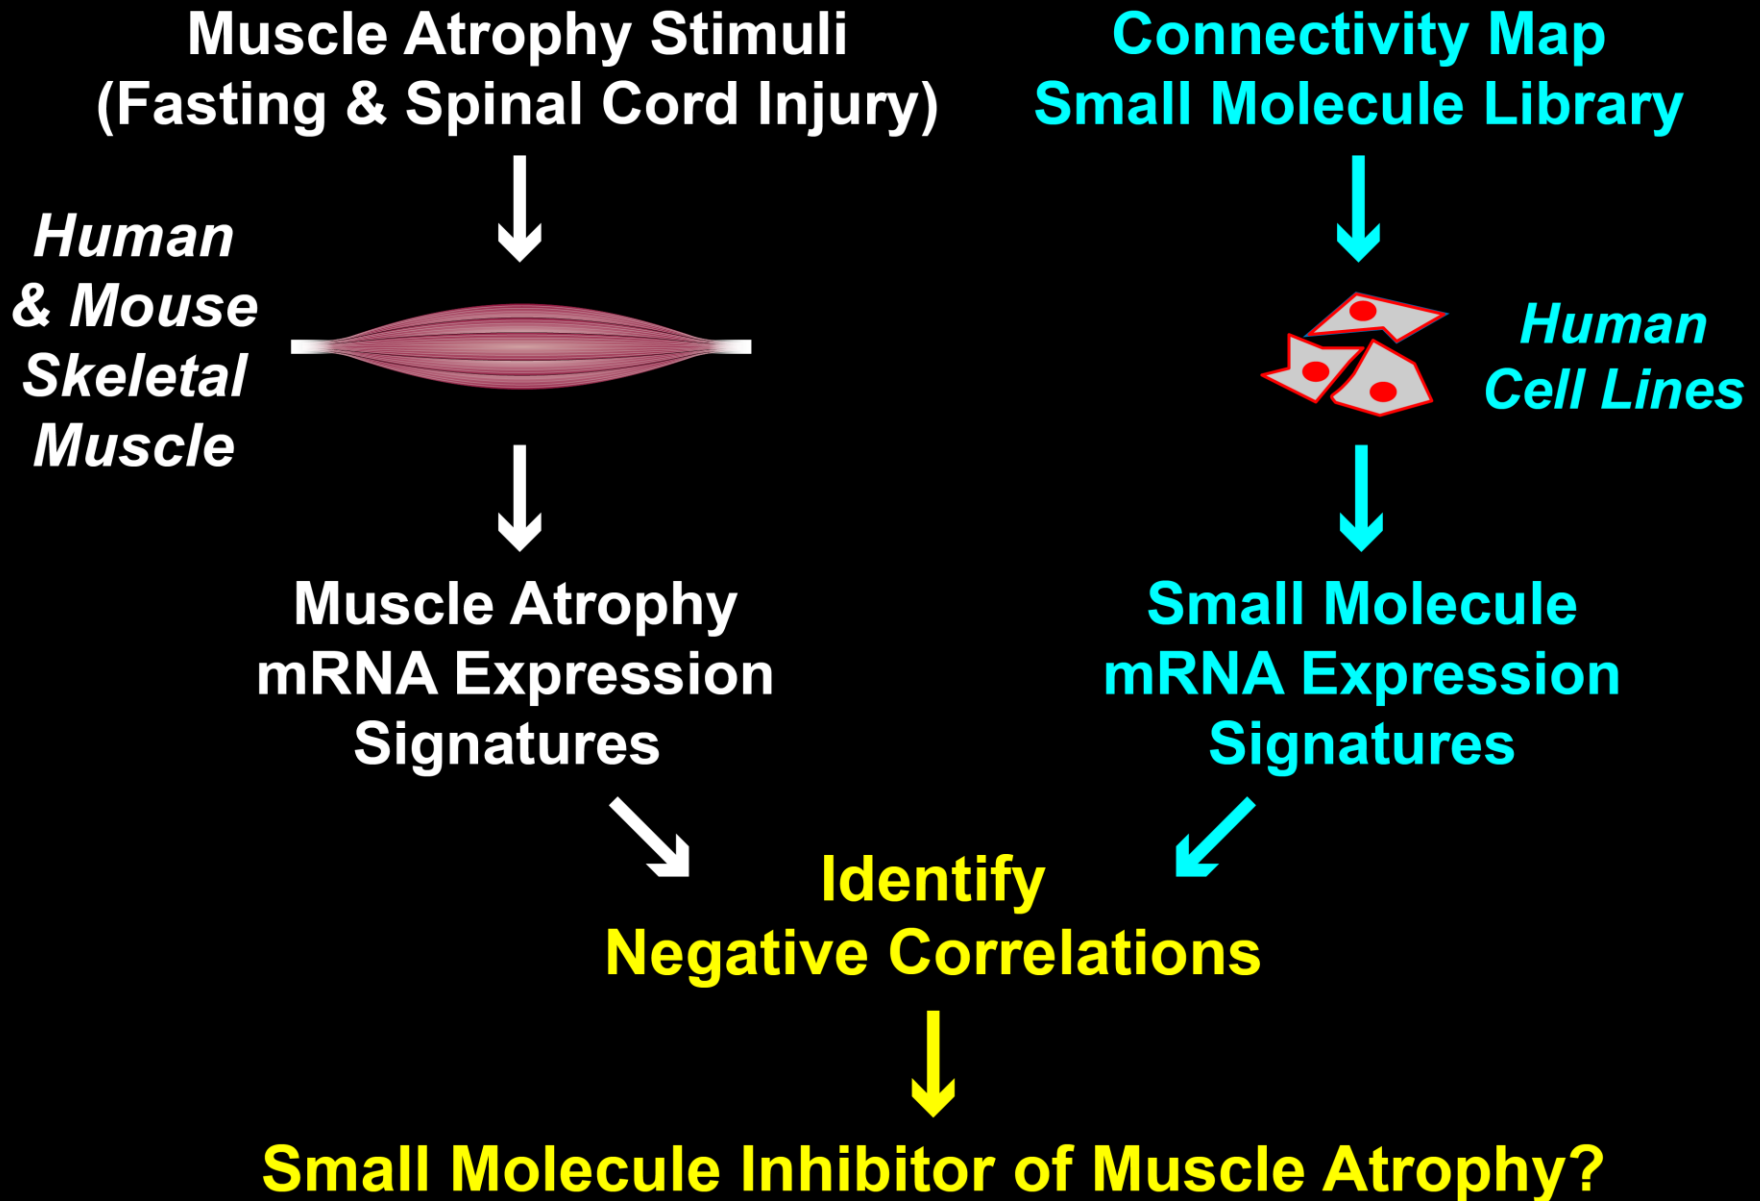 Muscle Atrophy Stimuli
(Fasting & Spinal Cord Injury)
Connectivity Map
Small Molecule Library
Human
& Mouse
Skeletal
Muscle
Human
Cell Lines
Muscle Atrophy
mRNA Expression
Signatures
Small Molecule
mRNA Expression
Signatures
Identify
Negative Correlations
Small Molecule Inhibitor of Muscle Atrophy?